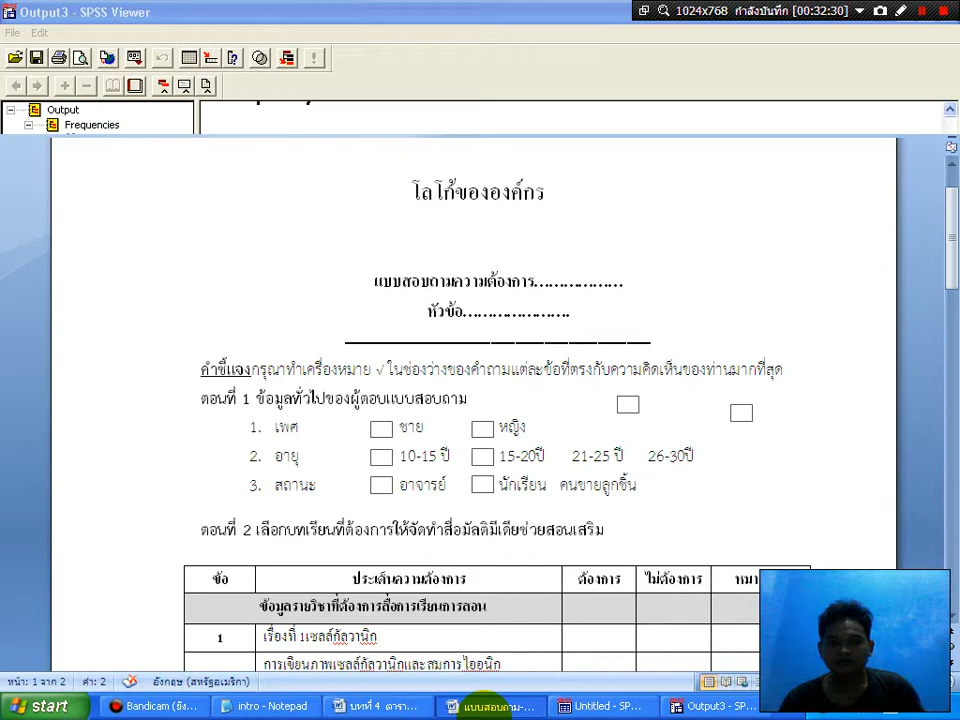 Output3 - SPSS Viewer
1024x768 กำลังบันทึก [00:32:30]
File Edit
Output
Frequencies
โลโก้ขององค์กร
แบบสอบถามความต้องการ………………
หัวข้อ………………….
คำชี้แจงกรุณาทำเครื่องหมาย √ ในช่องว่างของคำถามแต่ละข้อที่ตรงกับความคิดเห็นของท่านมากที่สุด
ตอนที่ 1 ข้อมูลทั่วไปของผู้ตอบแบบสอบถาม
1. เพศ ชาย หญิง
2. อายุ 10-15 ปี 15-20ปี 21-25 ปี 26-30ปี
3. สถานะ อาจารย์ นักเรียน คนขายลูกชิ้น
ตอนที่ 2 เลือกบทเรียนที่ต้องการให้จัดทำสื่อมัลติมีเดียช่วยสอนเสริม
ข้อ ประเด็นความต้องการ ต้องการ ไม่ต้องการ หมา
ข้อมูลรายวิชาที่ต้องการสื่อการเรียนการสอน
1 เรื่องที่ 1เซลล์กัลวานิก
การเขียนภาพเซลล์กัลวานิกและสมการไอออนิก
หน้า: 1 จาก 2 คำ: 2 อังกฤษ (สหรัฐอเมริกา)
start Bandicam (ยัง... intro - Notepad บทที่ 4 ตารา... แบบสอบถาม-... Untitled - SP... Output3 - SP...